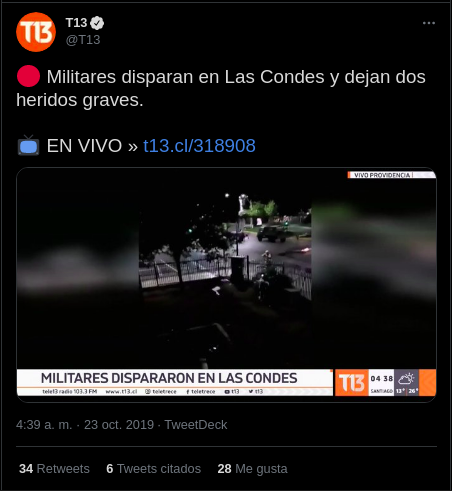 T13
@T13
Militares disparan en Las Condes y dejan dos
heridos graves.
EN VIVO » t13.cl/318908
VIVO PROVIDENCIA
MILITARES DISPARARON EN LAS CONDES
tele13 radio 103.3 FM www.t13.cl teletrece teletrece t13 t13
T13
04 38
SANTIAGO 13° 26°
4:39 a. m. · 23 oct. 2019 · TweetDeck
34 Retweets 6 Tweets citados 28 Me gusta